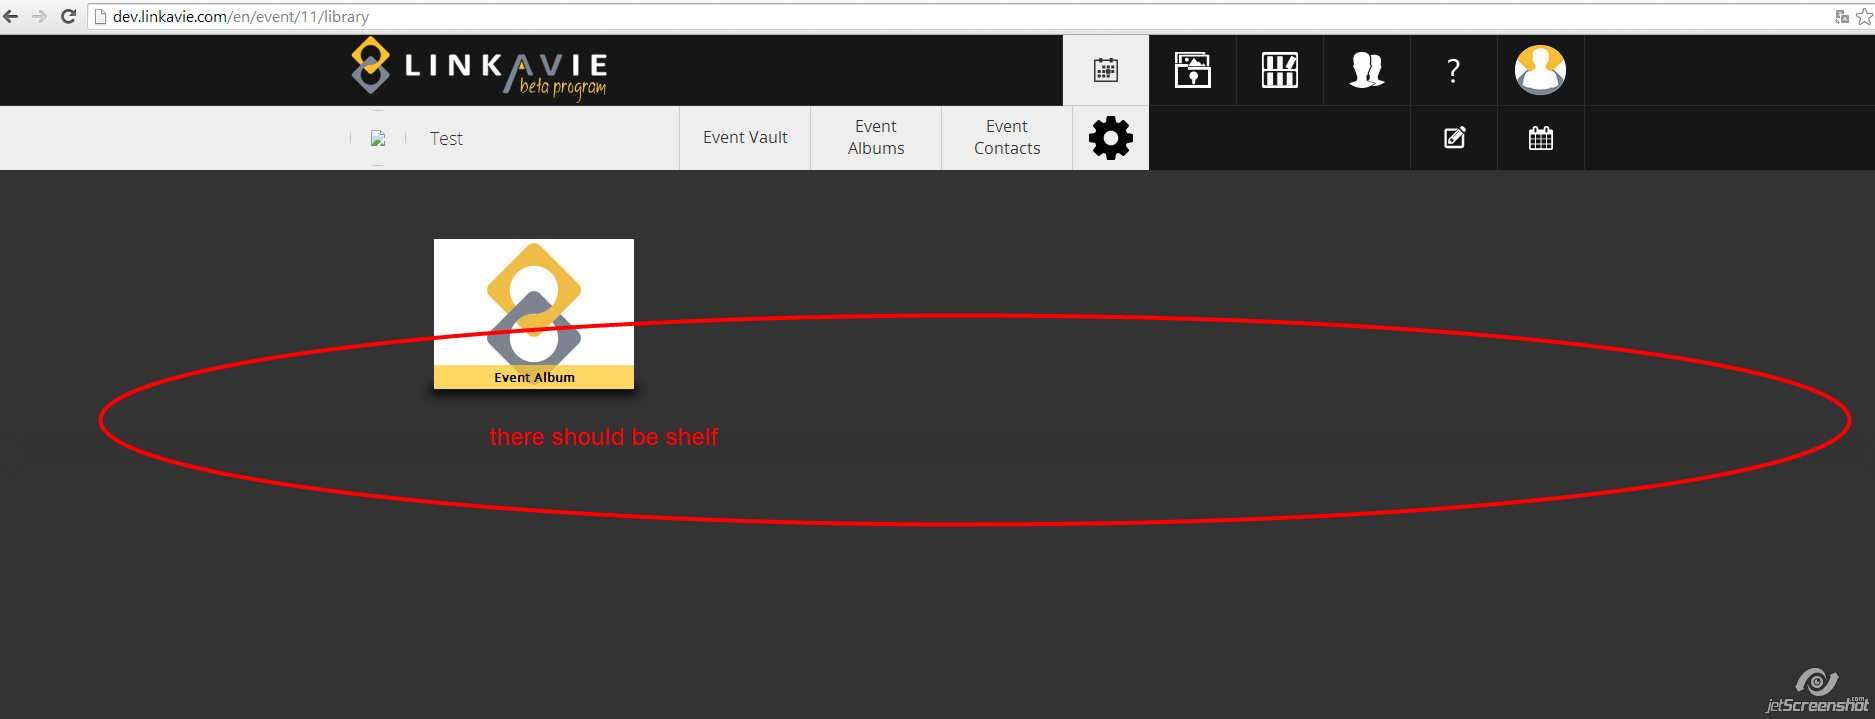 dev.linkavie.com/en/event/11/library
LINKAVIE
beta program
?
Test
Event Vault
Event
Albums
Event
Contacts
Event Album
there should be shelf
jetScreenshot.com